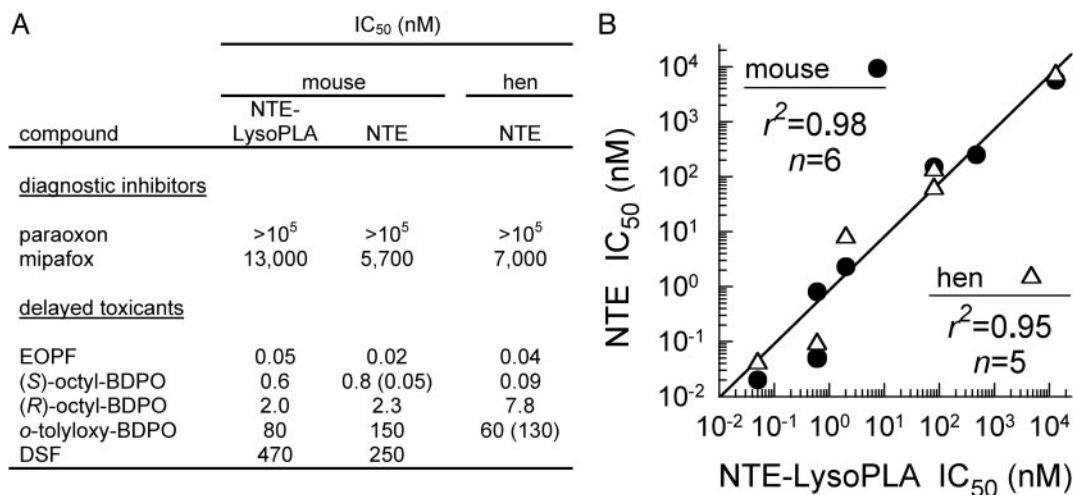 A
IC50 (nM)
mouse hen
NTE-
LysoPLA NTE NTE
compound
diagnostic inhibitors
paraoxon >10^5 >10^5 >10^5
mipafox 13,000 5,700 7,000
delayed toxicants
EOPF 0.05 0.02 0.04
(S)-octyl-BDPO 0.6 0.8 (0.05) 0.09
(R)-octyl-BDPO 2.0 2.3 7.8
o-tolyloxy-BDPO 80 150 60 (130)
DSF 470 250
B
NTE IC50 (nM)
10^4
10^3
10^2
10^1
10^0
10^-1
10^-2
mouse
r^2=0.98
n=6
hen
r^2=0.95
n=5
10^-2 10^-1 10^0 10^1 10^2 10^3 10^4
NTE-LysoPLA IC50 (nM)